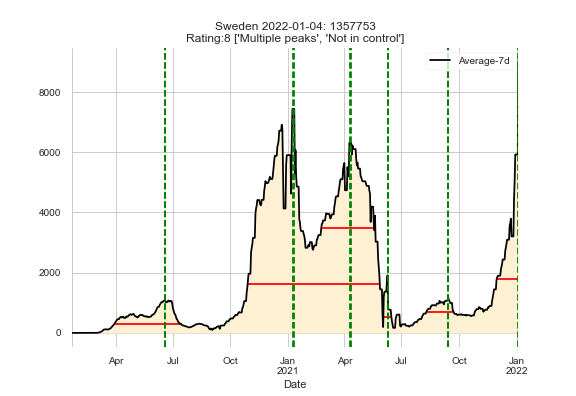 Sweden 2022-01-04: 1357753
Rating:8 ['Multiple peaks', 'Not in control']
Average-7d
8000
6000
4000
2000
0
Apr Jul Oct Jan Apr Jul Oct Jan
2021 2022
Date